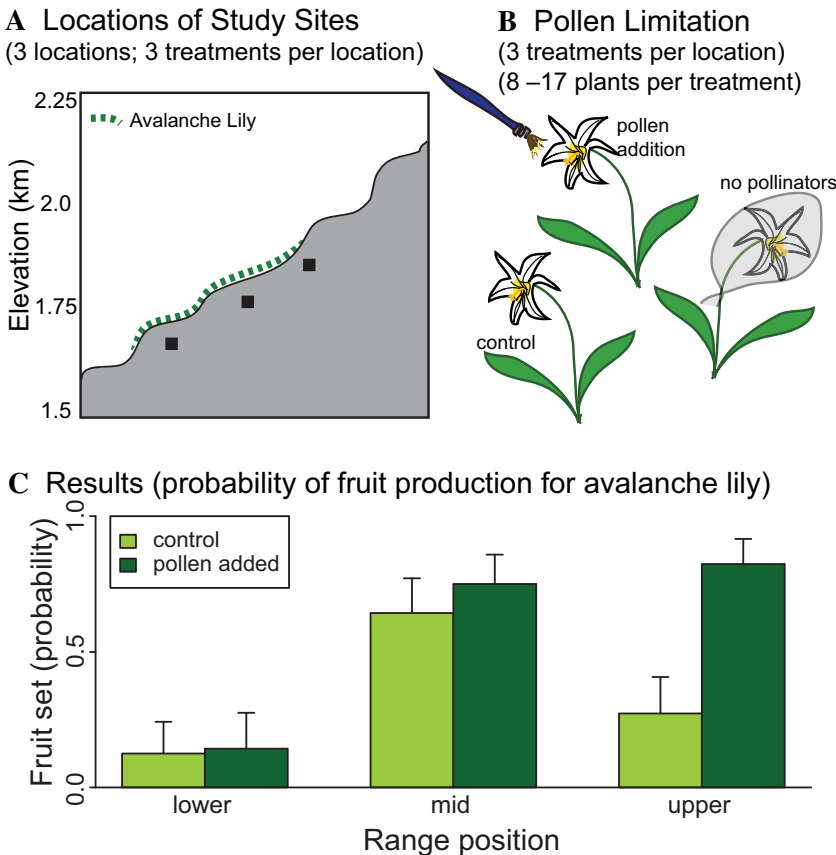 A Locations of Study Sites
(3 locations; 3 treatments per location)
2.25
2.0
1.75
1.5
Elevation (km)
Avalanche Lily
B Pollen Limitation
(3 treatments per location)
(8 –17 plants per treatment)
pollen
addition
no pollinators
control
C Results (probability of fruit production for avalanche lily)
1.0
0.5
0.0
Fruit set (probability)
control
pollen added
lower mid upper
Range position